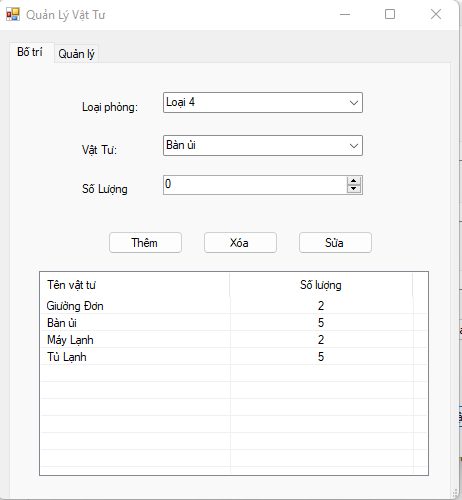 Quản Lý Vật Tư
Bố trí Quản lý
Loại phòng: Loại 4
Vật Tư: Bàn ủi
Số Lượng 0
Thêm Xóa Sửa
Tên vật tư Số lượng
Giường Đơn 2
Bàn ủi 5
Máy Lạnh 2
Tủ Lạnh 5